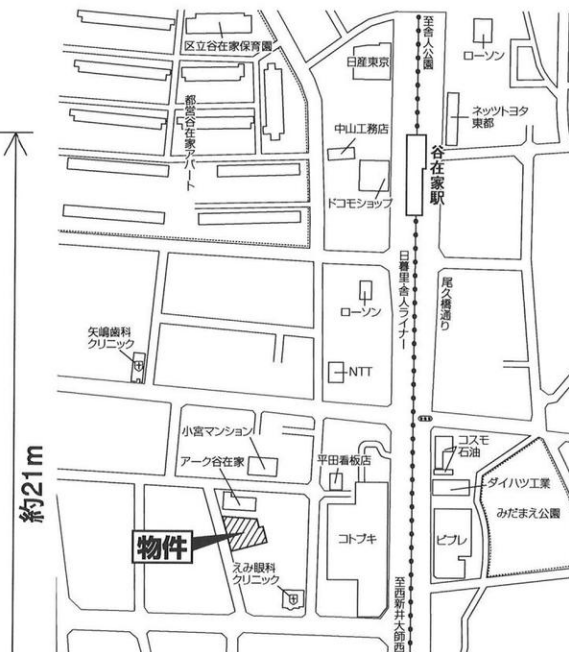 至舎人公園
区立谷在家保育園
日産東京
ローソン
都営谷在家アパート
ネッツトヨタ
東都
中山工務店
谷在家駅
ドコモショップ
日暮里・舎人ライナー
尾久橋通り
ローソン
矢嶋歯科
クリニック
NTT
小宮マンション
コスモ
石油
アーク谷在家
平田看板店
ダイハツ工業
約21m
みだまえ公園
物件
コトブキ
ピプレ
えみ眼科
クリニック
至西新井大師西